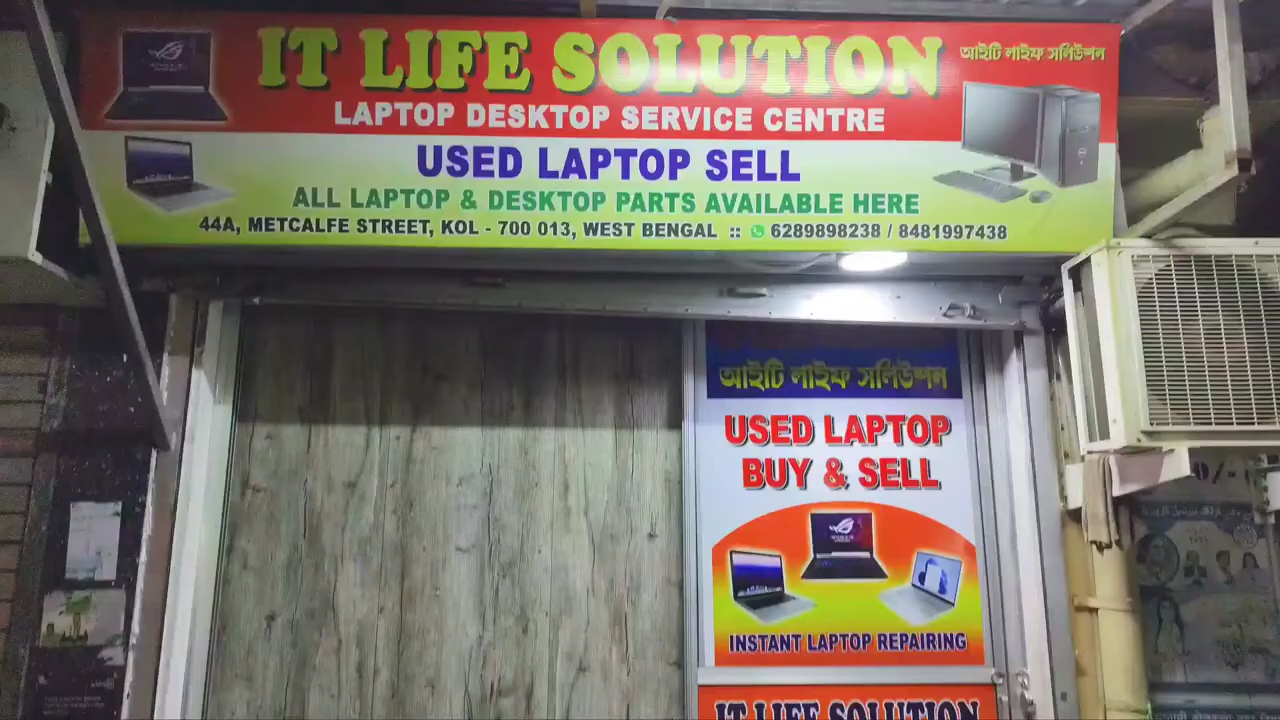 IT LIFE SOLUTION
আইটি লাইফ সলিউশন
LAPTOP DESKTOP SERVICE CENTRE
USED LAPTOP SELL
ALL LAPTOP & DESKTOP PARTS AVAILABLE HERE
44A, METCALFE STREET, KOL - 700 013, WEST BENGAL :: 6289898238 / 8481997438
আইটি লাইফ সলিউশন
USED LAPTOP
BUY & SELL
INSTANT LAPTOP REPAIRING
IT LIFE SOLUTION